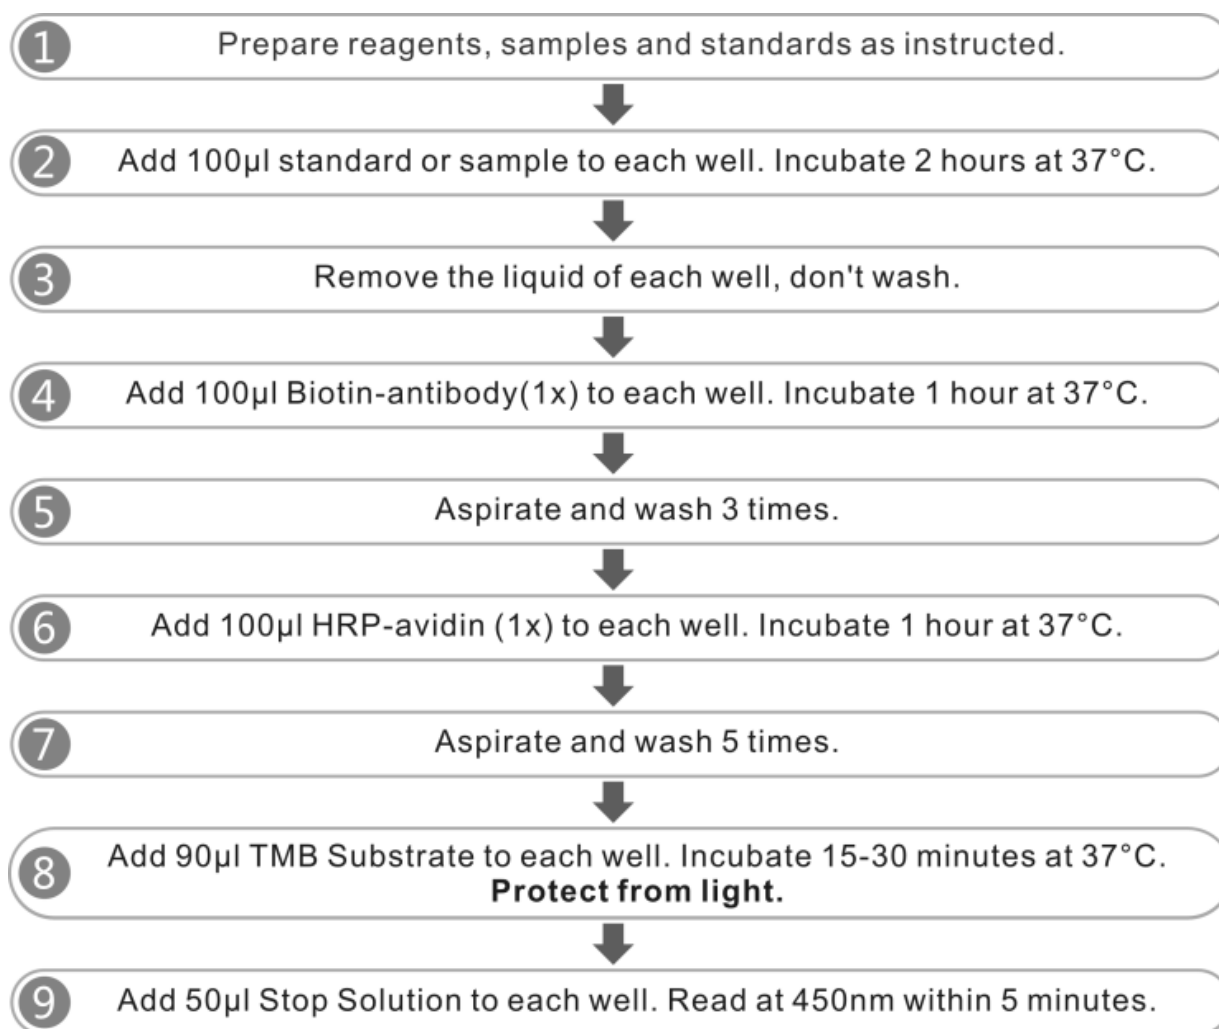 1 Prepare reagents, samples and standards as instructed.
2 Add 100µl standard or sample to each well. Incubate 2 hours at 37°C.
3 Remove the liquid of each well, don't wash.
4 Add 100µl Biotin-antibody(1x) to each well. Incubate 1 hour at 37°C.
5 Aspirate and wash 3 times.
6 Add 100µl HRP-avidin (1x) to each well. Incubate 1 hour at 37°C.
7 Aspirate and wash 5 times.
8 Add 90µl TMB Substrate to each well. Incubate 15-30 minutes at 37°C.
Protect from light.
9 Add 50µl Stop Solution to each well. Read at 450nm within 5 minutes.